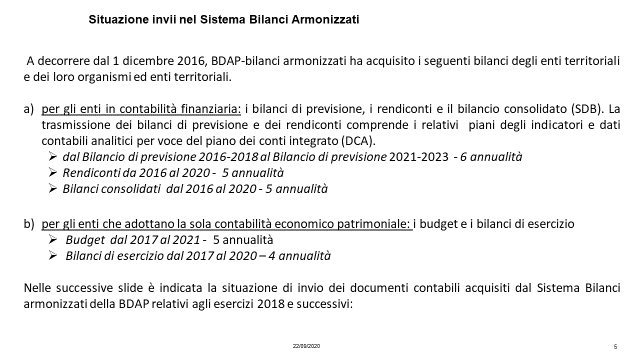 Situazione invii nel Sistema Bilanci Armonizzati
A decorrere dal 1 dicembre 2016, BDAP-bilanci armonizzati ha acquisito i seguenti bilanci degli enti territoriali
e dei loro organismi ed enti territoriali.
a) per gli enti in contabilità finanziaria: i bilanci di previsione, i rendiconti e il bilancio consolidato (SDB). La
trasmissione dei bilanci di previsione e dei rendiconti comprende i relativi piani degli indicatori e dati
contabili analitici per voce del piano dei conti integrato (DCA).
➢ dal Bilancio di previsione 2016-2018 al Bilancio di previsione 2021-2023 - 6 annualità
➢ Rendiconti da 2016 al 2020 - 5 annualità
➢ Bilanci consolidati dal 2016 al 2020 - 5 annualità
b) per gli enti che adottano la sola contabilità economico patrimoniale: i budget e i bilanci di esercizio
➢ Budget dal 2017 al 2021 - 5 annualità
➢ Bilanci di esercizio dal 2017 al 2020 – 4 annualità
Nelle successive slide è indicata la situazione di invio dei documenti contabili acquisiti dal Sistema Bilanci
armonizzati della BDAP relativi agli esercizi 2018 e successivi:
22/09/2020
5